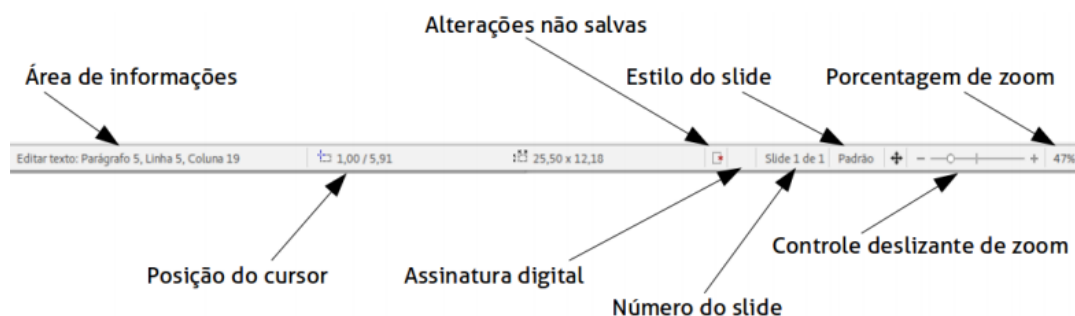 Alterações não salvas
Área de informações
Estilo do slide
Porcentagem de zoom
Editar texto: Parágrafo 5, Linha 5, Coluna 19
1,00 / 5,91
25,50 x 12,18
Slide 1 de 1
Padrão
47%
Posição do cursor
Assinatura digital
Controle deslizante de zoom
Número do slide